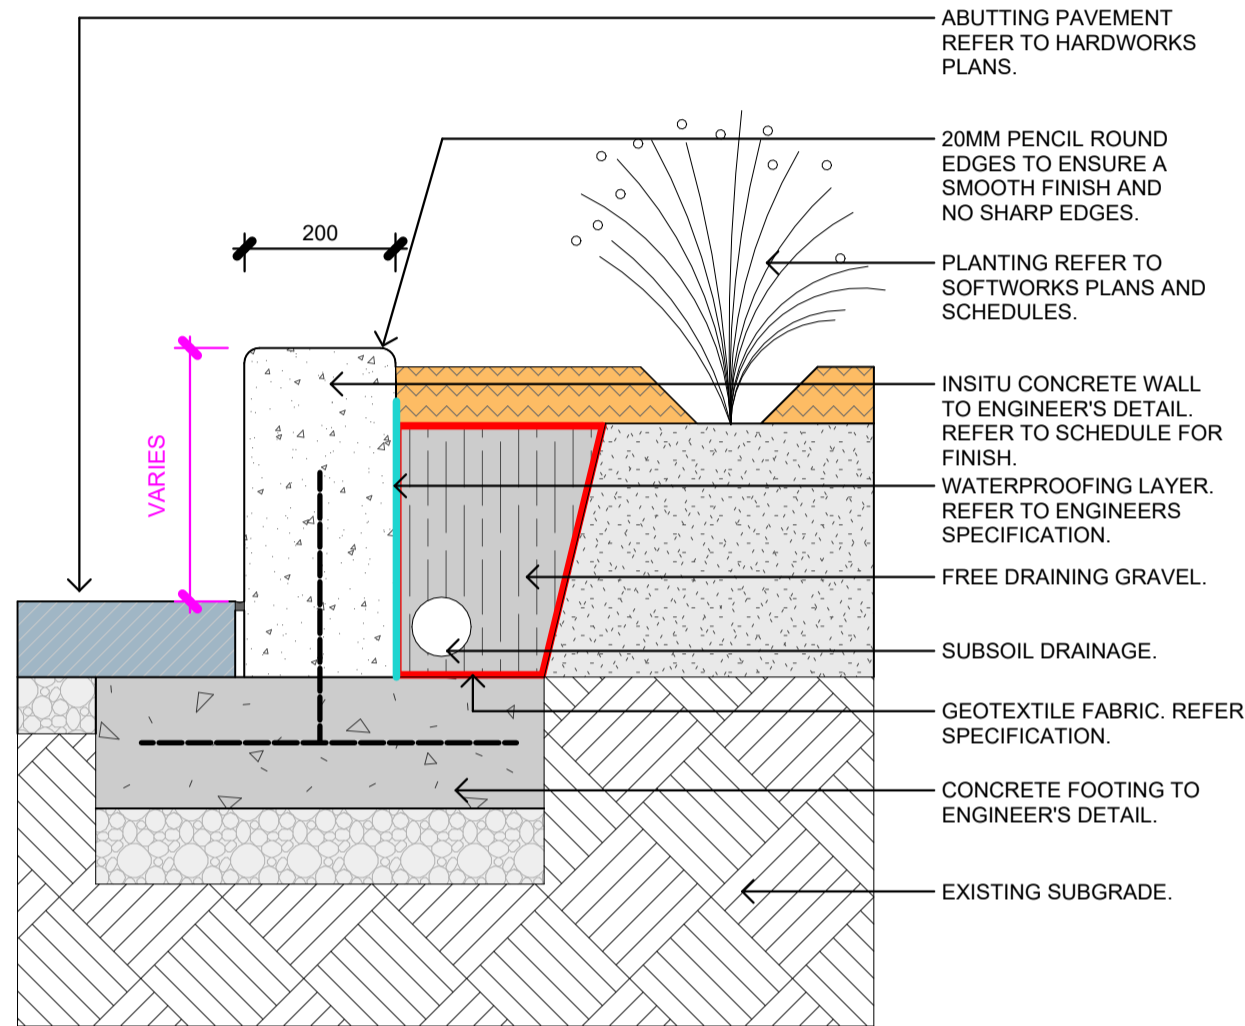 ABUTTING PAVEMENT
REFER TO HARDWORKS
PLANS.
20MM PENCIL ROUND
EDGES TO ENSURE A
SMOOTH FINISH AND
NO SHARP EDGES.
200
PLANTING REFER TO
SOFTWORKS PLANS AND
SCHEDULES.
INSITU CONCRETE WALL
TO ENGINEER'S DETAIL.
REFER TO SCHEDULE FOR
FINISH.
VARIES
WATERPROOFING LAYER.
REFER TO ENGINEERS
SPECIFICATION.
FREE DRAINING GRAVEL.
SUBSOIL DRAINAGE.
GEOTEXTILE FABRIC. REFER
SPECIFICATION.
CONCRETE FOOTING TO
ENGINEER'S DETAIL.
EXISTING SUBGRADE.